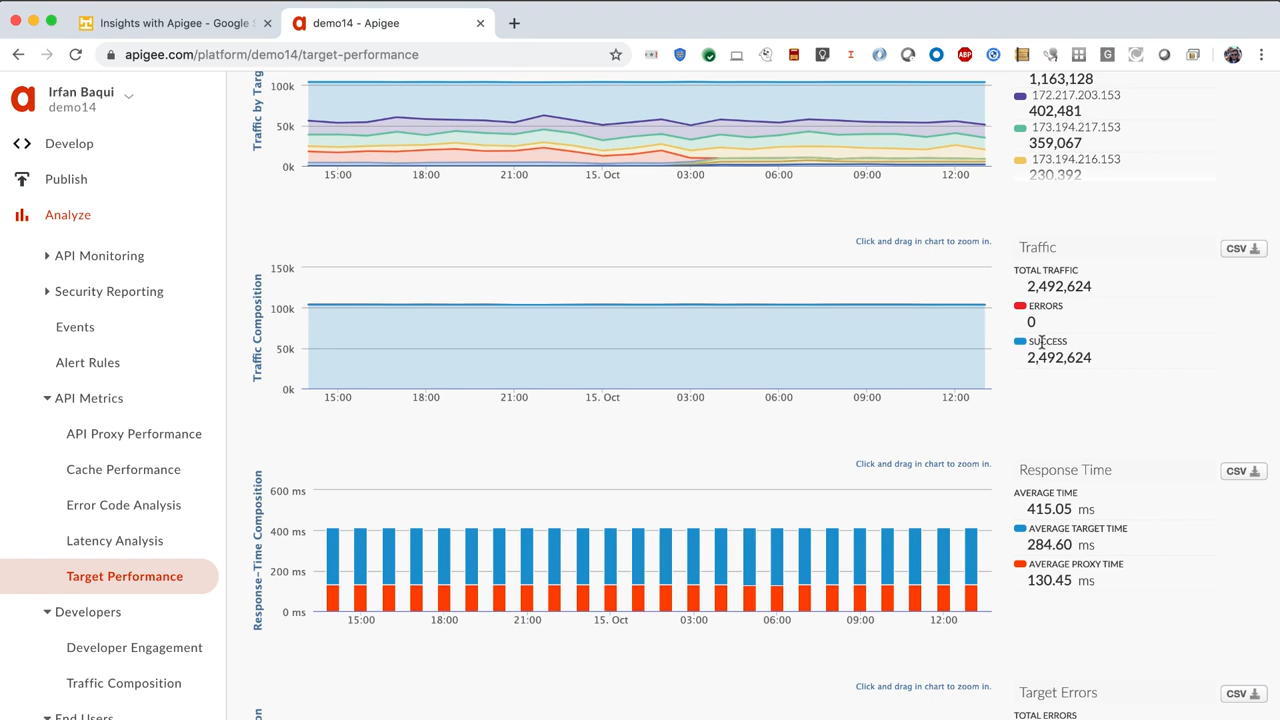 Insights with Apigee - Google
demo14 - Apigee
apigee.com/platform/demo14/target-performance
ABP
G
Irfan Baqui
demo14
Develop
Publish
Analyze
API Monitoring
Security Reporting
Events
Alert Rules
API Metrics
API Proxy Performance
Cache Performance
Error Code Analysis
Latency Analysis
Target Performance
Developers
Developer Engagement
Traffic Composition
End Users
Traffic by Targ
100k
50k
0k
15:00 18:00 21:00 15. Oct 03:00 06:00 09:00 12:00
1,163,128
172.217.203.153
402,481
173.194.217.153
359,067
173.194.216.153
230,392
Click and drag in chart to zoom in.
Traffic Composition
150k
100k
50k
0k
15:00 18:00 21:00 15. Oct 03:00 06:00 09:00 12:00
Traffic
CSV
TOTAL TRAFFIC
2,492,624
ERRORS
0
SUCCESS
2,492,624
Click and drag in chart to zoom in.
Response-Time Composition
600 ms
400 ms
200 ms
0 ms
15:00 18:00 21:00 15. Oct 03:00 06:00 09:00 12:00
Response Time
CSV
AVERAGE TIME
415.05 ms
AVERAGE TARGET TIME
284.60 ms
AVERAGE PROXY TIME
130.45 ms
Click and drag in chart to zoom in.
Target Errors
CSV
TOTAL ERRORS